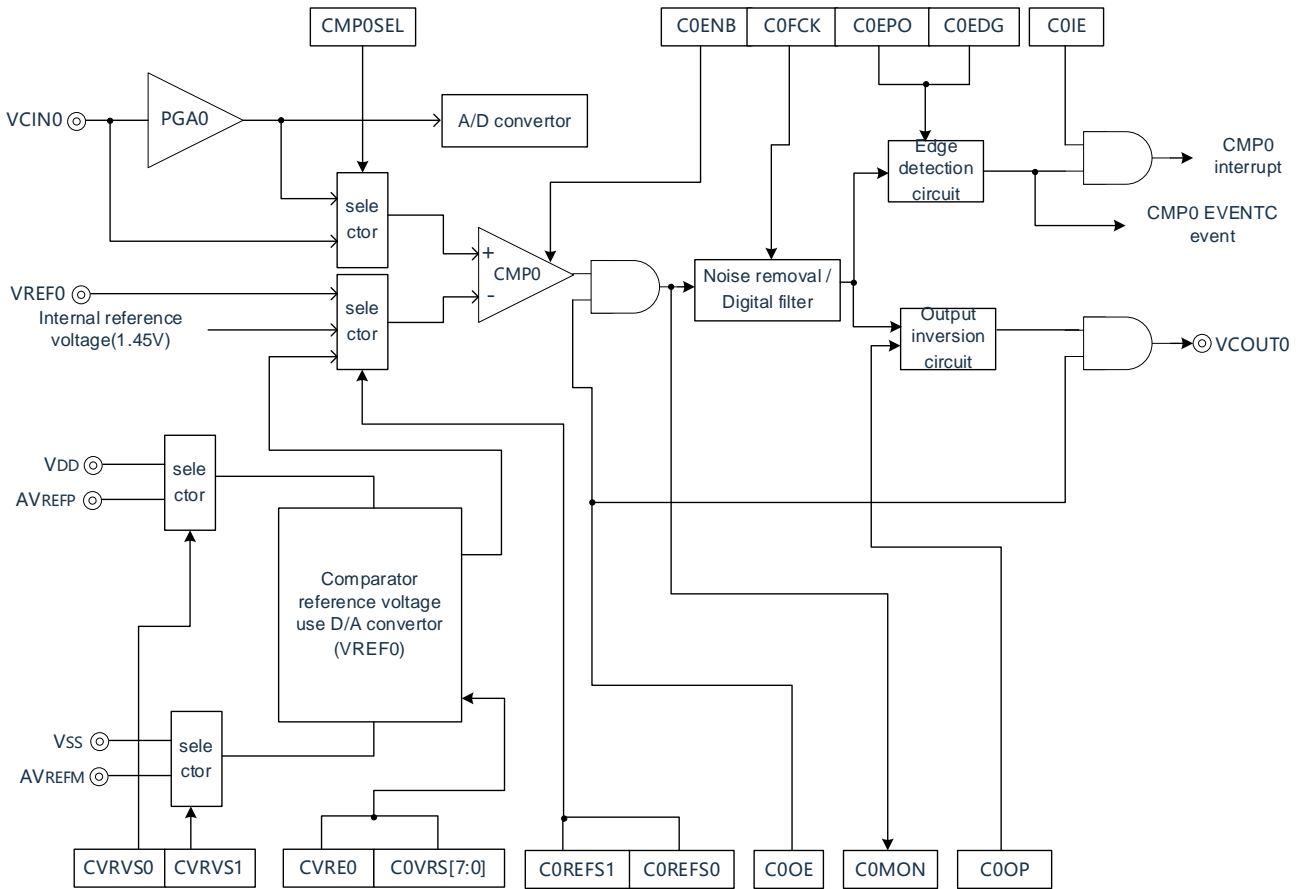 CMP0SEL
C0ENB
C0FCK
C0EPO
C0EDG
C0IE
VCIN0
PGA0
A/D convertor
Edge
detection
circuit
CMP0
interrupt
CMP0 EVENTC
event
sele
ctor
+
CMP0
-
Noise removal /
Digital filter
VREF0
Internal reference
voltage(1.45V)
sele
ctor
Output
inversion
circuit
VCOUT0
VDD
AVREFP
sele
ctor
Comparator
reference voltage
use D/A convertor
(VREF0)
VSS
AVREFM
sele
ctor
CVRVS0
CVRVS1
CVRE0
C0VRS[7:0]
C0REFS1
C0REFS0
C0OE
C0MON
C0OP